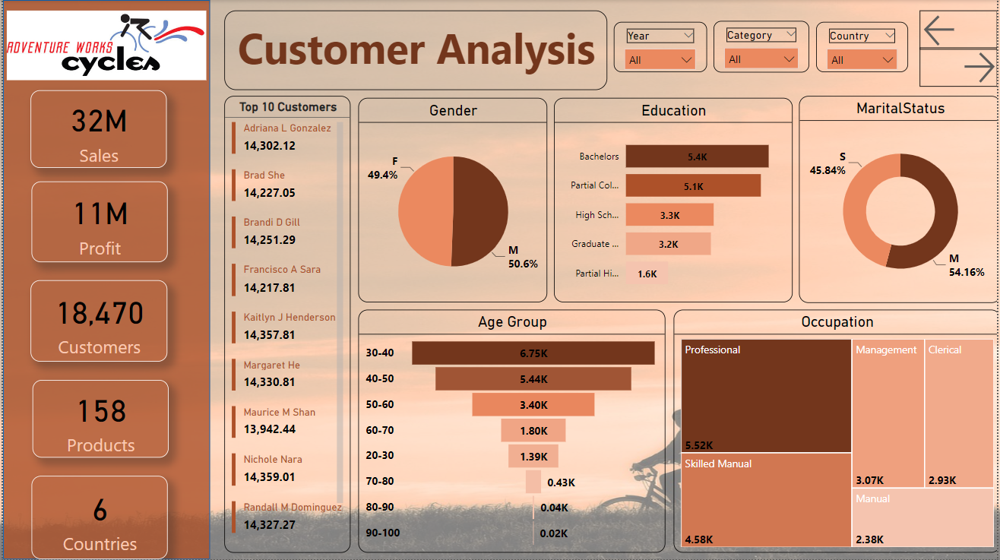 ADVENTURE WORKS
cycles
32M
Sales
11M
Profit
18,470
Customers
158
Products
6
Countries
Customer Analysis
Year
All
Category
All
Country
All
Top 10 Customers
Adriana L Gonzalez
14,302.12
Brad She
14,227.05
Brandi D Gill
14,251.29
Francisco A Sara
14,217.81
Kaitlyn J Henderson
14,357.81
Margaret He
14,330.81
Maurice M Shan
13,942.44
Nichole Nara
14,359.01
Randall M Dominguez
14,327.27
Gender
F
49.4%
M
50.6%
Education
Bachelors 5.4K
Partial Col... 5.1K
High Sch... 3.3K
Graduate ... 3.2K
Partial Hi... 1.6K
MaritalStatus
S
45.84%
M
54.16%
Age Group
30-40 6.75K
40-50 5.44K
50-60 3.40K
60-70 1.80K
20-30 1.39K
70-80 0.43K
80-90 0.04K
90-100 0.02K
Occupation
Professional
5.52K
Skilled Manual
4.58K
Management
3.07K
Clerical
2.93K
Manual
2.38K